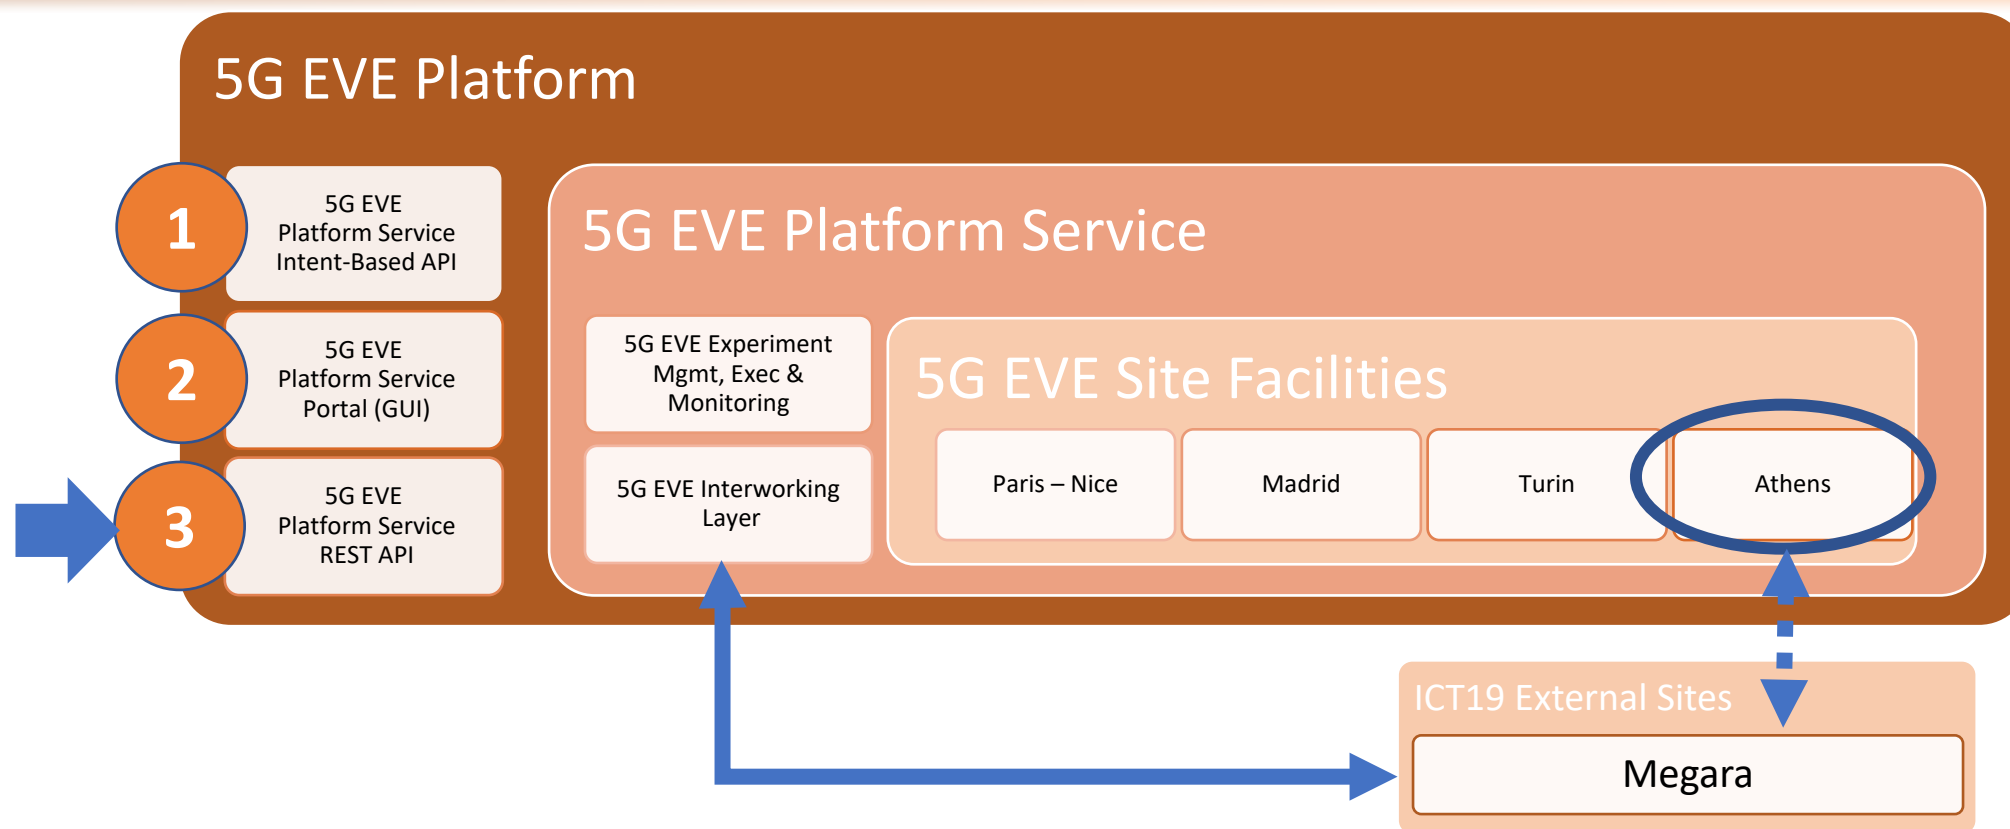 5G EVE Platform
1
5G EVE
Platform Service
Intent-Based API
2
5G EVE
Platform Service
Portal (GUI)
3
5G EVE
Platform Service
REST API
5G EVE Platform Service
5G EVE Experiment
Mgmt, Exec &
Monitoring
5G EVE Interworking
Layer
5G EVE Site Facilities
Paris – Nice
Madrid
Turin
Athens
ICT19 External Sites
Megara